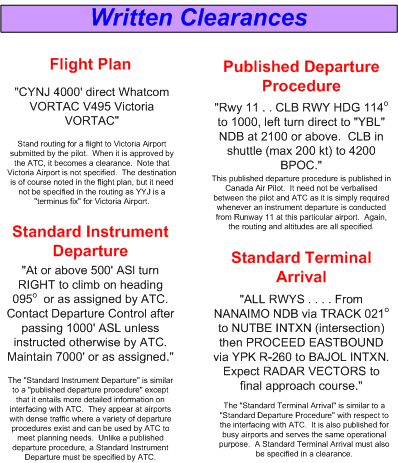 Written Clearances
Flight Plan
"CYNJ 4000' direct Whatcom
VORTAC V495 Victoria
VORTAC"
Stand routing for a flight to Victoria Airport
submitted by the pilot. When it is approved by
the ATC, it becomes a clearance. Note that
Victoria Airport is not specified. The destination
is of course noted in the flight plan, but it need
not be specified in the routing as YYJ is a
"terminus fix" for Victoria Airport.
Standard Instrument
Departure
"At or above 500' ASl turn
RIGHT to climb on heading
095° or as assigned by ATC.
Contact Departure Control after
passing 1000' ASL unless
instructed otherwise by ATC.
Maintain 7000' or as assigned."
The "Standard Instrument Departure" is similar
to a "published departure procedure" except
that it entails more detailed information on
interfacing with ATC. They appear at airports
with dense traffic where a variety of departure
procedures exist and can be used by ATC to
meet planning needs. Unlike a published
departure procedure, a Standard Instrument
Departure must be specified by ATC.
Published Departure
Procedure
"Rwy 11 . . CLB RWY HDG 114°
to 1000, left turn direct to "YBL"
NDB at 2100 or above. CLB in
shuttle (max 200 kt) to 4200
BPOC."
This published departure procedure is published in
Canada Air Pilot. It need not be verbalised
between the pilot and ATC as it is simply required
whenever an instrument departure is conducted
from Runway 11 at this particular airport. Again,
the routing and altitudes are all specified.
Standard Terminal
Arrival
"ALL RWYS . . . . From
NANAIMO NDB via TRACK 021°
to NUTBE INTXN (intersection)
then PROCEED EASTBOUND
via YPK R-260 to BAJOL INTXN.
Expect RADAR VECTORS to
final approach course."
The "Standard Terminal Arrival" is similar to a
"Standard Departure Procedure" with respect to
the interfacing with ATC. It is also published for
busy airports and serves the same operational
purpose. A Standard Terminal Arrival must also
be specified in a clearance.